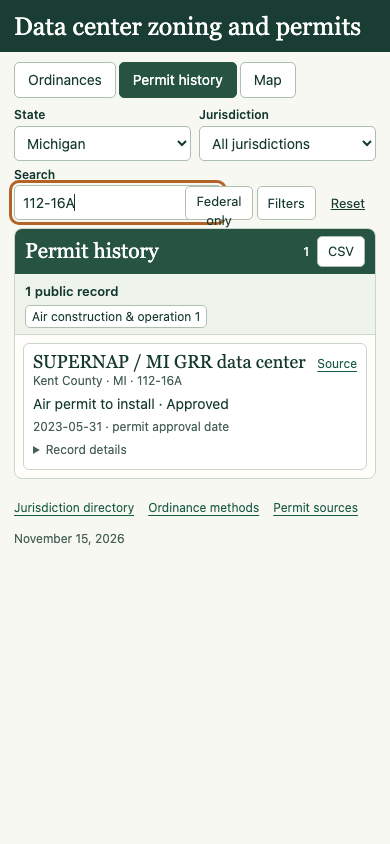 Data center zoning and permits
Ordinances
Permit history
Map
State
Jurisdiction
Michigan
All jurisdictions
Search
112-16A
Federal only
Filters
Reset
Permit history
1
CSV
1 public record
Air construction & operation 1
SUPERNAP / MI GRR data center
Source
Kent County · MI · 112-16A
Air permit to install · Approved
2023-05-31 · permit approval date
Record details
Jurisdiction directory
Ordinance methods
Permit sources
November 15, 2026